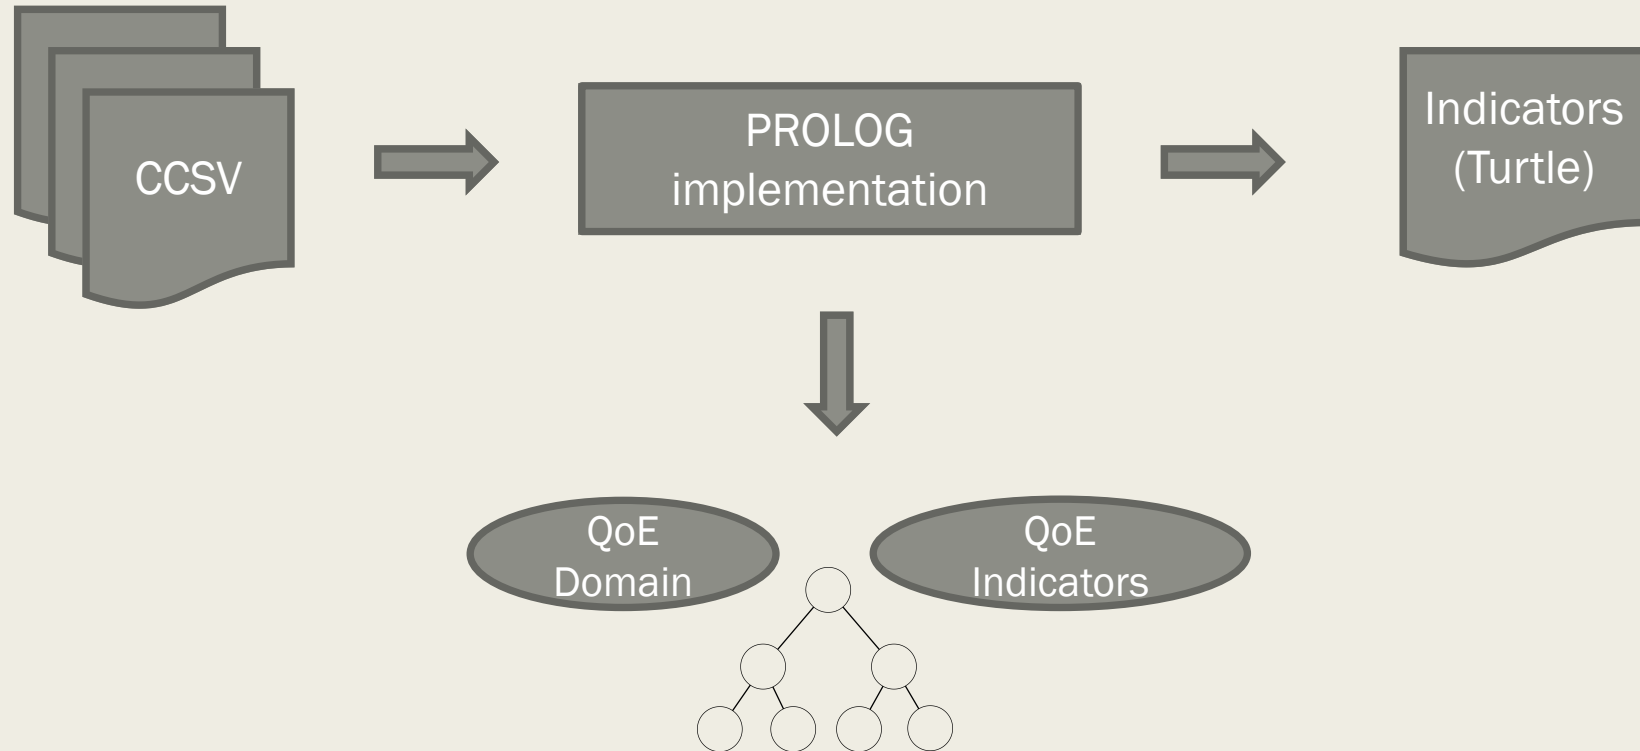 CCSV
PROLOG
implementation
Indicators
(Turtle)
QoE
Domain
QoE
Indicators